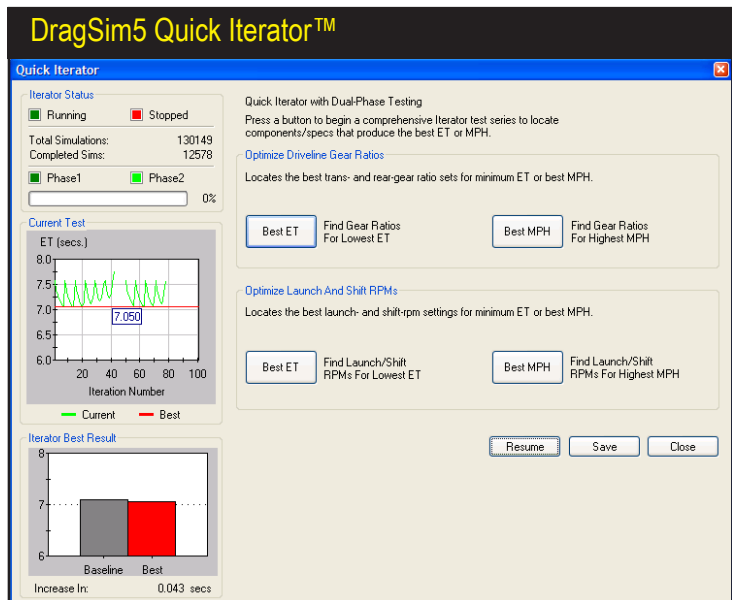 DragSim5 Quick Iterator™
Quick Iterator
Iterator Status
Running Stopped
Total Simulations: 130149
Completed Sims: 12578
Phase1 Phase2
0%
Current Test
ET (secs.)
8.0
7.5
7.0
6.5
6.0
7.050
20 40 60 80 100
Iteration Number
Current Best
Iterator Best Result
8
7
6
Baseline Best
Increase In: 0.043 secs
Quick Iterator with Dual-Phase Testing
Press a button to begin a comprehensive Iterator test series to locate
components/specs that produce the best ET or MPH.
Optimize Driveline Gear Ratios
Locates the best trans- and rear-gear ratio sets for minimum ET or best MPH.
Best ET
Find Gear Ratios
For Lowest ET
Best MPH
Find Gear Ratios
For Highest MPH
Optimize Launch And Shift RPMs
Locates the best launch- and shift-rpm settings for minimum ET or best MPH.
Best ET
Find Launch/Shift
RPMs For Lowest ET
Best MPH
Find Launch/Shift
RPMs For Highest MPH
Resume Save Close